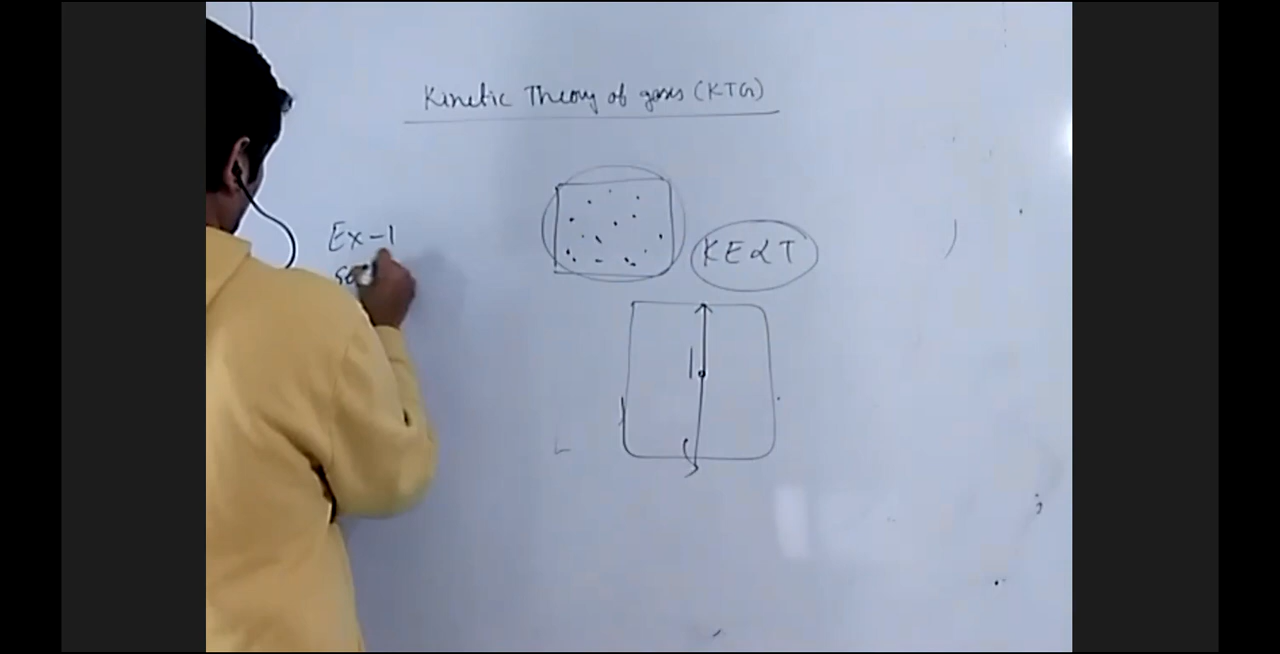 Kinetic Theory of gases (KTG)
Ex-1
KE∝T